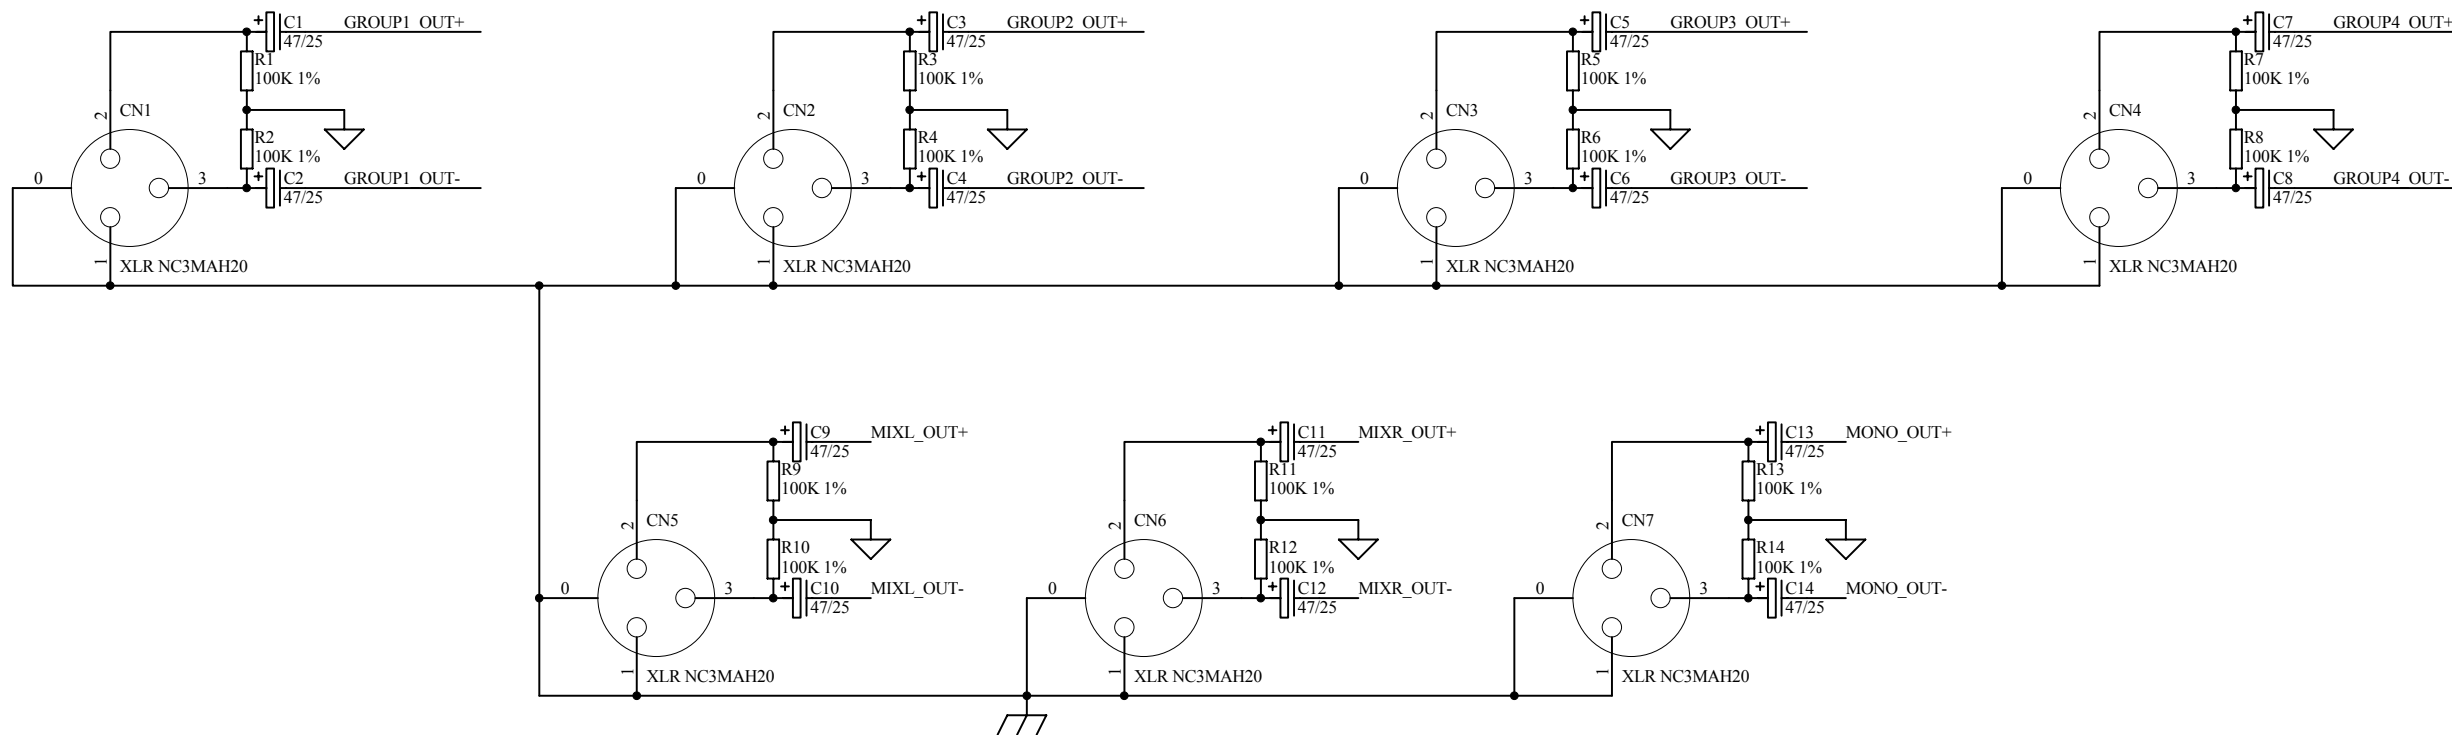 C1 GROUP1_OUT+
47/25
R1
100K 1%
CN1
2
R2
100K 1%
0
3
C2 GROUP1_OUT-
47/25
1
XLR NC3MAH20
C3 GROUP2_OUT+
47/25
R3
100K 1%
CN2
2
R4
100K 1%
0
3
C4 GROUP2_OUT-
47/25
1
XLR NC3MAH20
C5 GROUP3_OUT+
47/25
R5
100K 1%
CN3
2
R6
100K 1%
0
3
C6 GROUP3_OUT-
47/25
1
XLR NC3MAH20
C7 GROUP4_OUT+
47/25
R7
100K 1%
CN4
2
R8
100K 1%
0
3
C8 GROUP4_OUT-
47/25
1
XLR NC3MAH20
C9 MIXL_OUT+
47/25
R9
100K 1%
CN5
2
R10
100K 1%
0
3
C10 MIXL_OUT-
47/25
1
XLR NC3MAH20
C11 MIXR_OUT+
47/25
R11
100K 1%
CN6
2
R12
100K 1%
0
3
C12 MIXR_OUT-
47/25
1
XLR NC3MAH20
C13 MONO_OUT+
47/25
R13
100K 1%
CN7
2
R14
100K 1%
0
3
C14 MONO_OUT-
47/25
1
XLR NC3MAH20